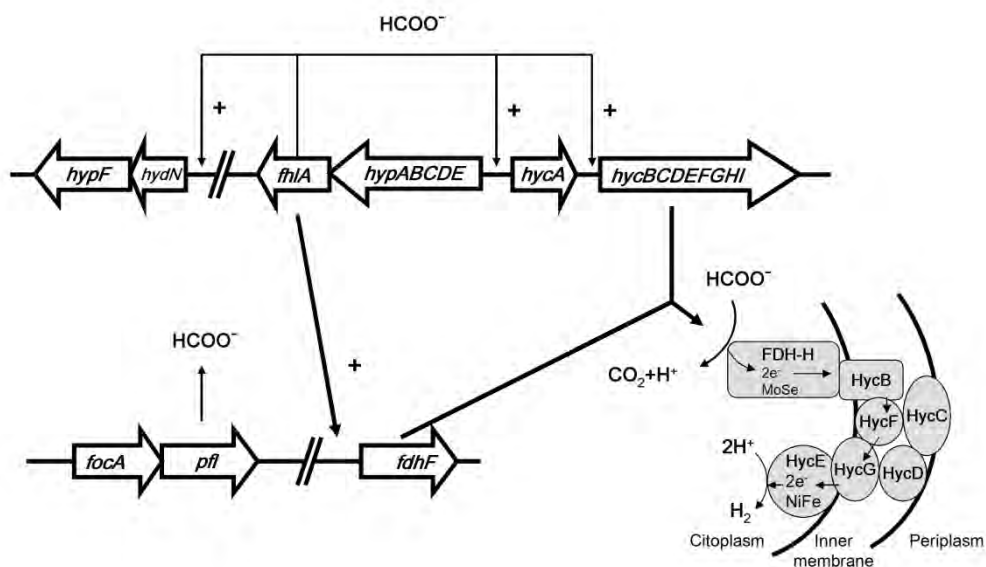 HCOO⁻
+ + +
hypF hydN fhlA hypABCDE hycA hycBCDEFGHI
HCOO⁻
HCOO⁻
+
FDH-H
2e⁻
MoSe
CO₂+H⁺
HycB
HycF
HycC
focA pfl fdhF
2H⁺
HycE
2e⁻
NiFe
HycG
HycD
H₂
Citoplasm
Inner
membrane
Periplasm